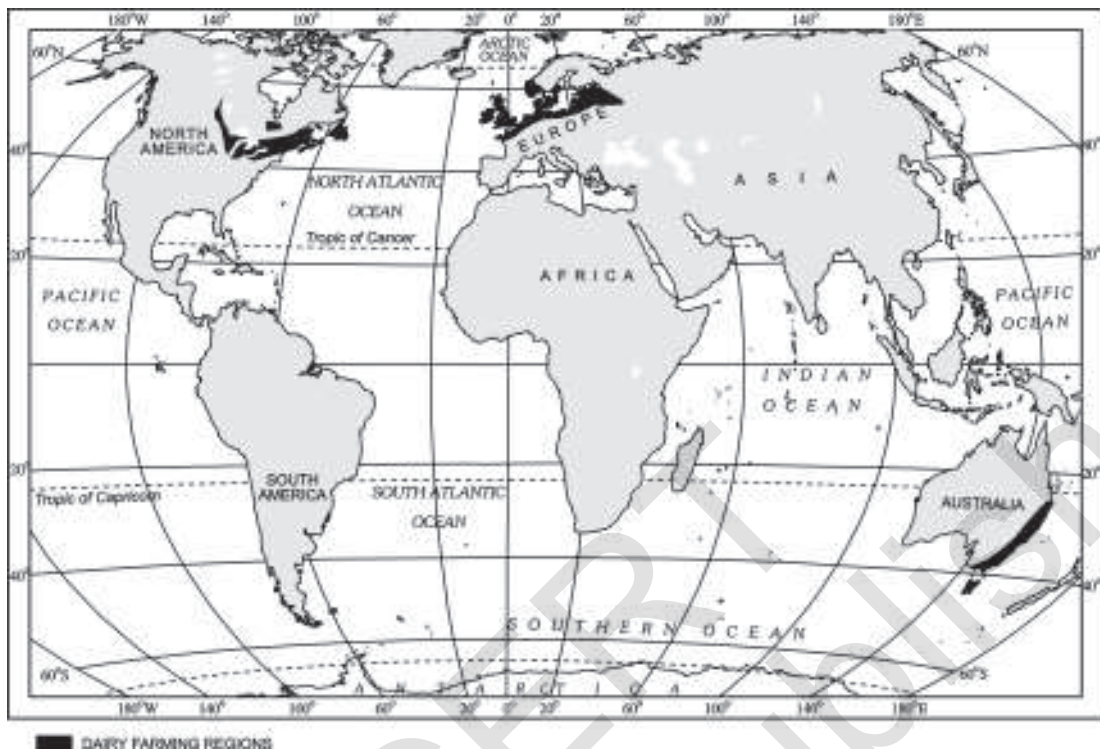 180°W 140° 100° 60° 20° 0° 20° 60° 100° 140° 180°E
ARCTIC
OCEAN
60°N
60°N
NORTH
AMERICA
EUROPE
ASIA
40°
40°
NORTH ATLANTIC
OCEAN
Tropic of Cancer
20°
20°
AFRICA
PACIFIC
OCEAN
PACIFIC
OCEAN
INDIAN
OCEAN
20°
20°
Tropic of Capricorn
SOUTH
AMERICA
SOUTH ATLANTIC
OCEAN
AUSTRALIA
40°
40°
SOUTHERN OCEAN
60°S
60°S
ANTARCTICA
180°W 140° 100° 60° 20° 0° 20° 60° 100° 140° 180°E
DAIRY FARMING REGIONS